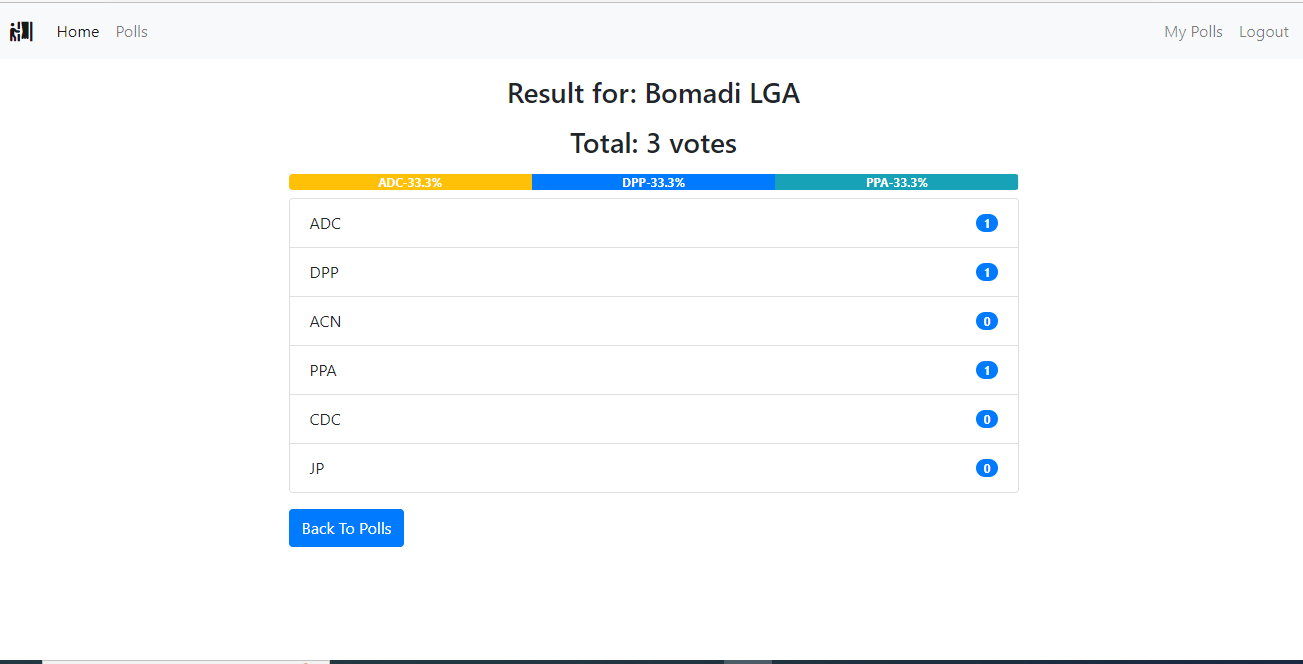 Home Polls My Polls Logout
Result for: Bomadi LGA
Total: 3 votes
ADC-33.3% DPP-33.3% PPA-33.3%
ADC 1
DPP 1
ACN 0
PPA 1
CDC 0
JP 0
Back To Polls